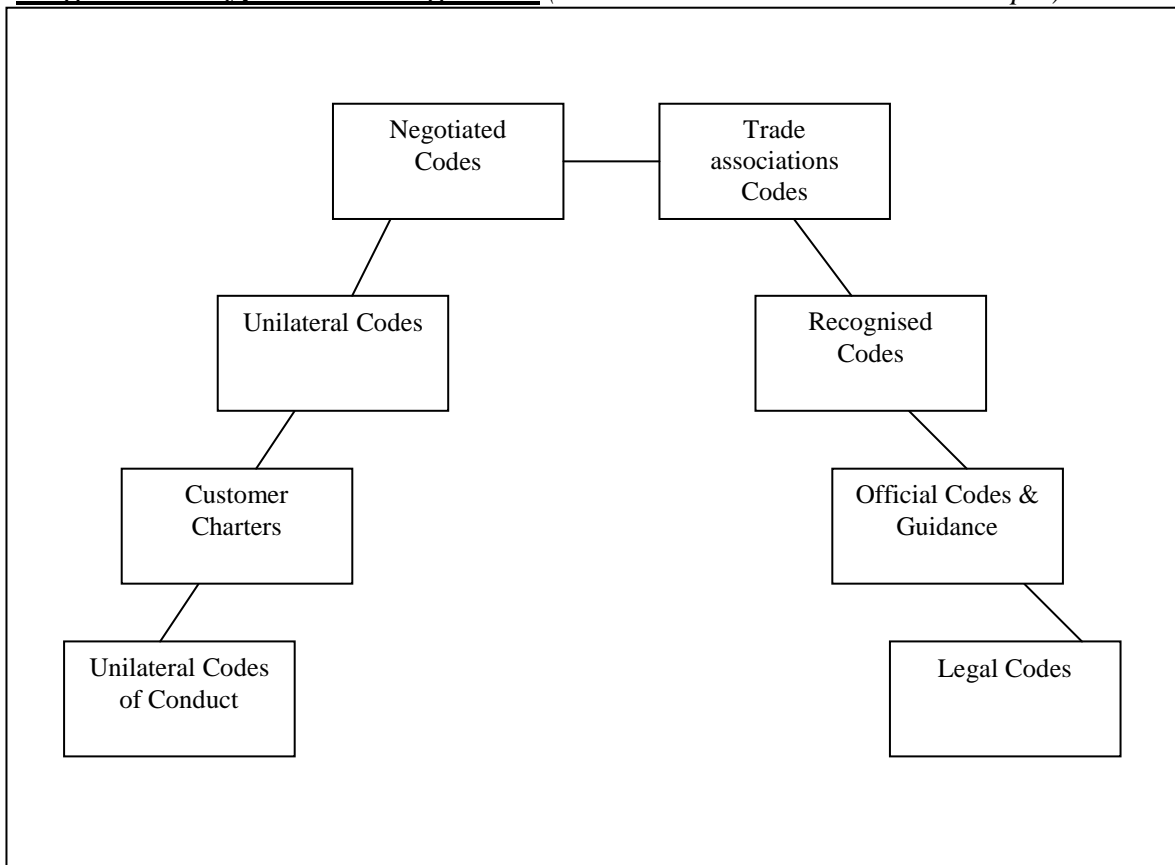 Negotiated
Codes
Trade
associations
Codes
Unilateral Codes
Recognised
Codes
Customer
Charters
Official Codes &
Guidance
Unilateral Codes
of Conduct
Legal Codes